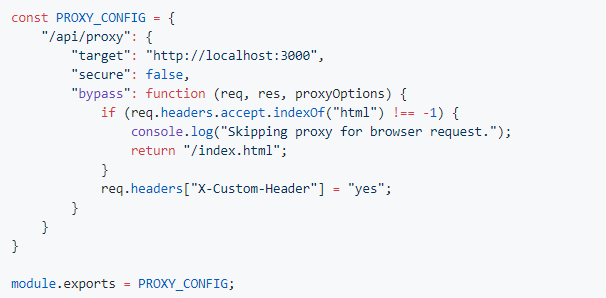 const PROXY_CONFIG = {
    "/api/proxy": {
        "target": "http://localhost:3000",
        "secure": false,
        "bypass": function (req, res, proxyOptions) {
            if (req.headers.accept.indexOf("html") !== -1) {
                console.log("Skipping proxy for browser request.");
                return "/index.html";
            }
            req.headers["X-Custom-Header"] = "yes";
        }
    }
}

module.exports = PROXY_CONFIG;